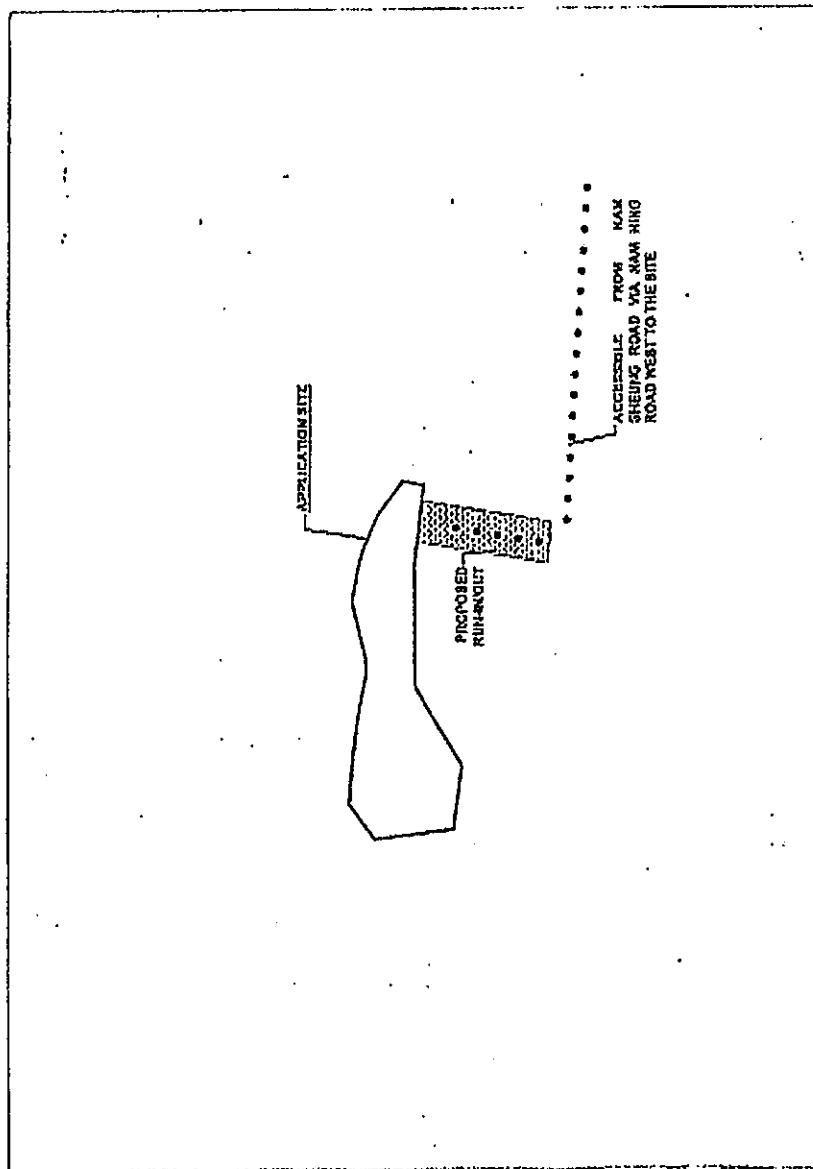 APPLICATION SITE
PROPOSED
RUN-IN/OUT
ACCESSIBLE FROM KAM
SHEUNG ROAD VIA KAM HING
ROAD WEST TO THE SITE